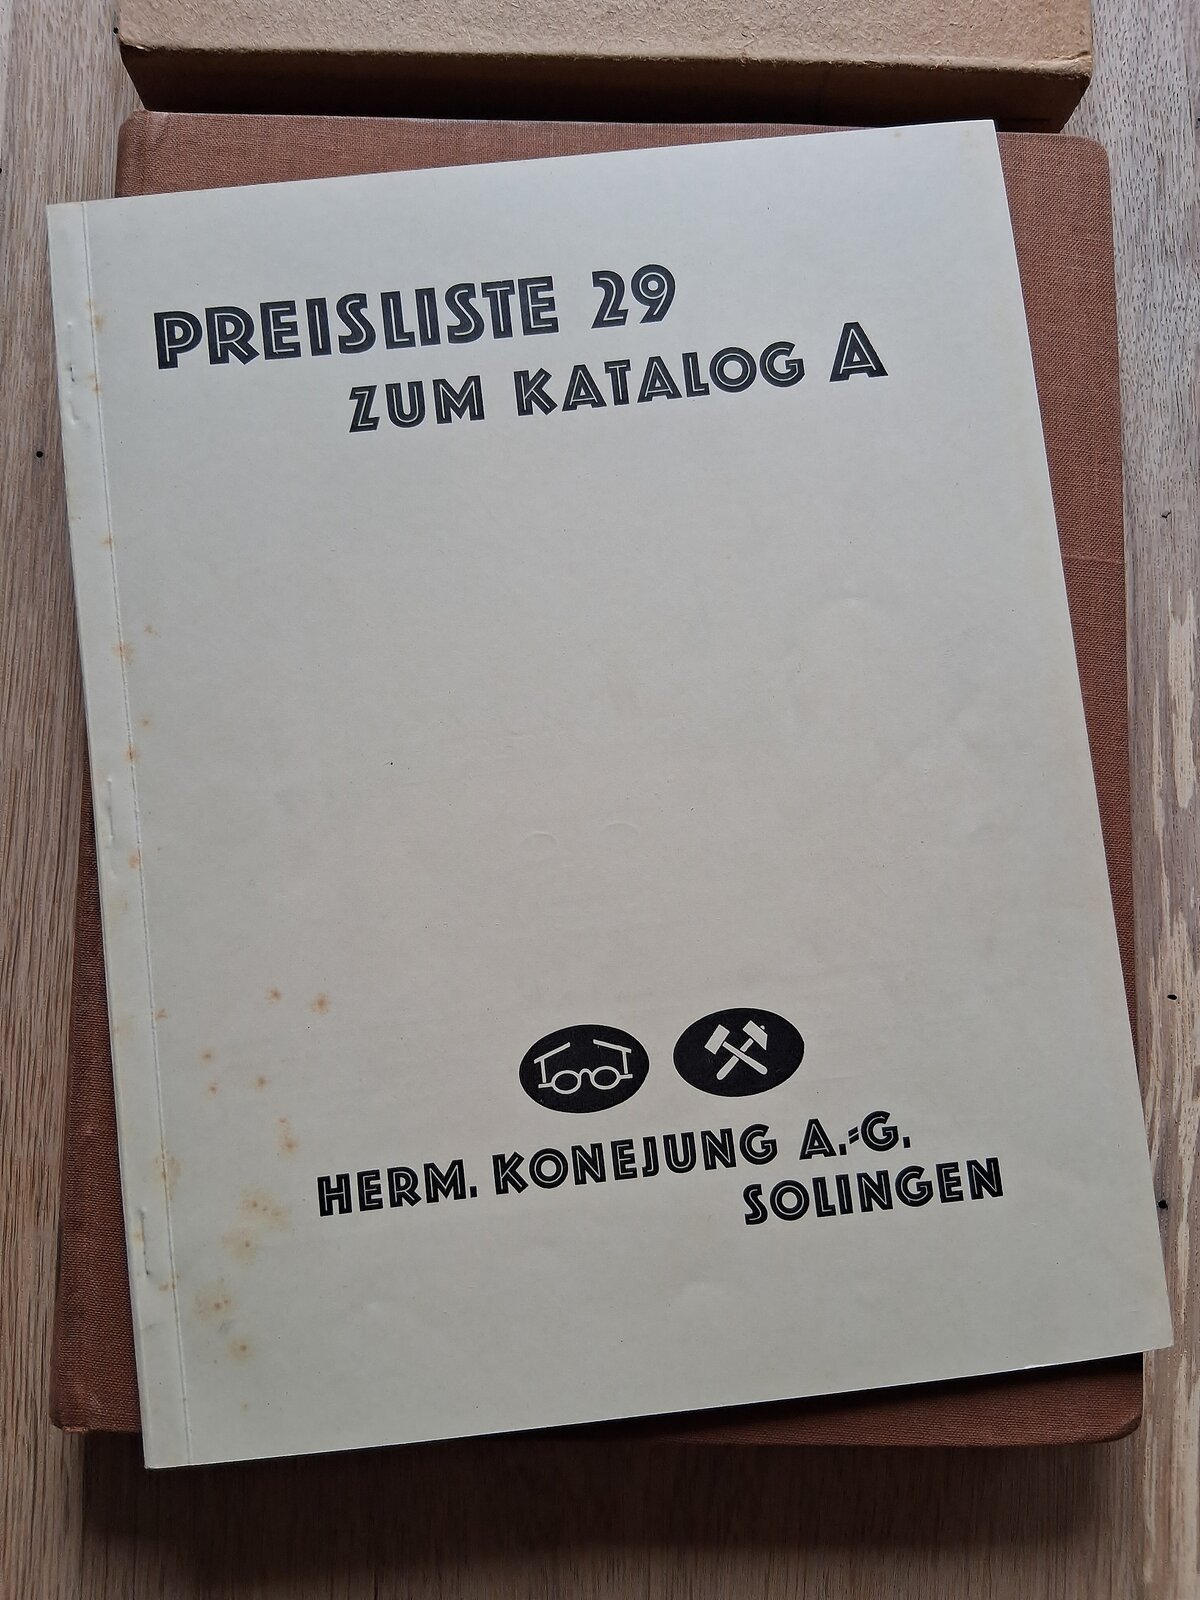 PREISLISTE 29
ZUM KATALOG A
HERM. KONEJUNG A.=G.
SOLINGEN